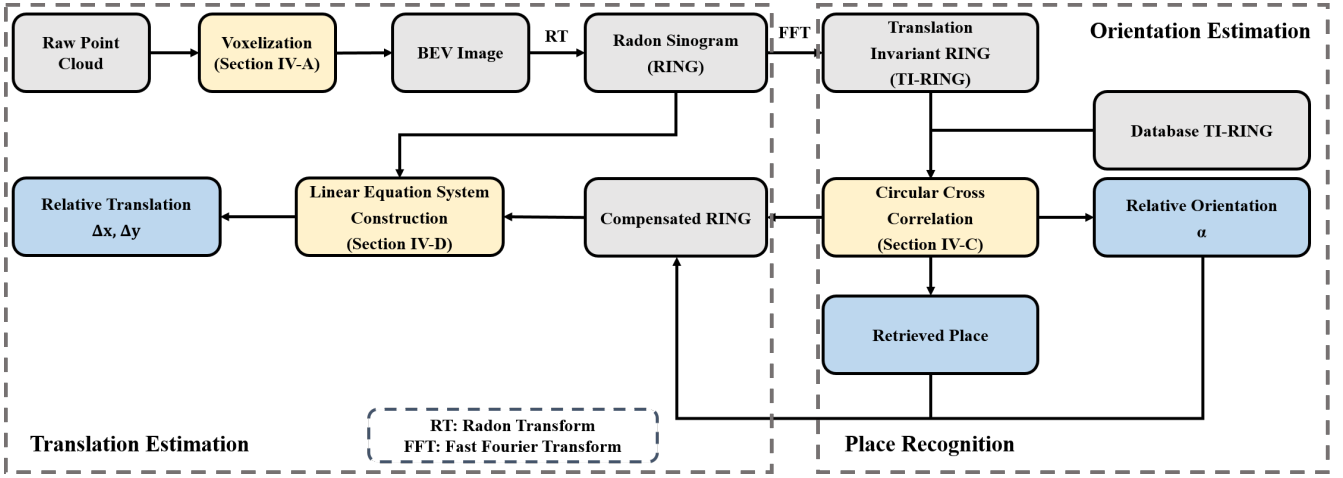 Raw Point
Cloud
Voxelization
(Section IV-A)
BEV Image
RT
Radon Sinogram
(RING)
FFT
Translation
Invariant RING
(TI-RING)
Orientation Estimation
Database TI-RING
Relative Translation
Δx, Δy
Linear Equation System
Construction
(Section IV-D)
Compensated RING
Circular Cross
Correlation
(Section IV-C)
Relative Orientation
α
Retrieved Place
Translation Estimation
RT: Radon Transform
FFT: Fast Fourier Transform
Place Recognition